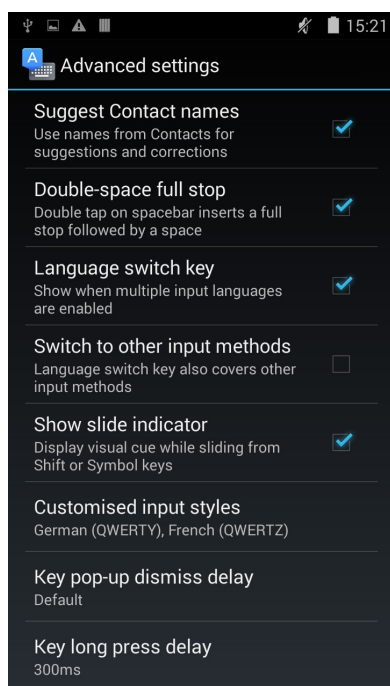 15:21
A
Advanced settings
Suggest Contact names
Use names from Contacts for
suggestions and corrections
Double-space full stop
Double tap on spacebar inserts a full
stop followed by a space
Language switch key
Show when multiple input languages
are enabled
Switch to other input methods
Language switch key also covers other
input methods
Show slide indicator
Display visual cue while sliding from
Shift or Symbol keys
Customised input styles
German (QWERTY), French (QWERTZ)
Key pop-up dismiss delay
Default
Key long press delay
300ms